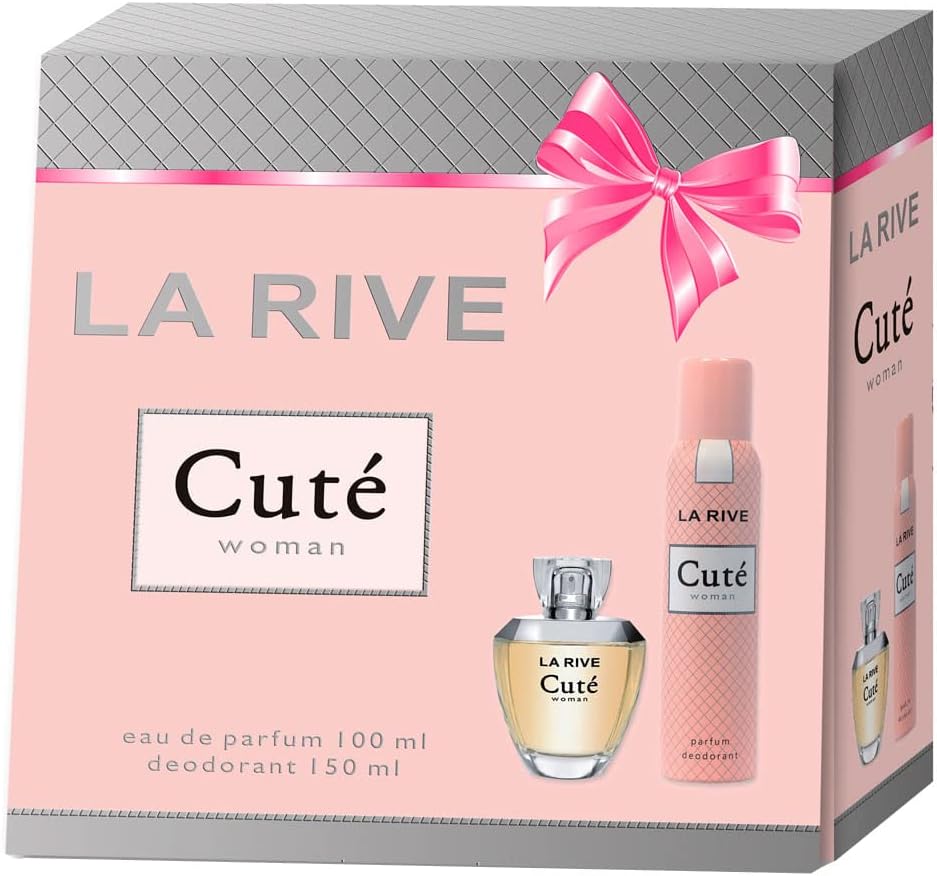 LA RIVE
Cuté
woman
eau de parfum 100 ml
deodorant 150 ml
LA RIVE
Cuté
woman
LA RIVE
Cuté
woman
parfum
deodorant
LA RIVE
Cuté
woman
LA RIVE
Cuté
LA RIVE
Cuté